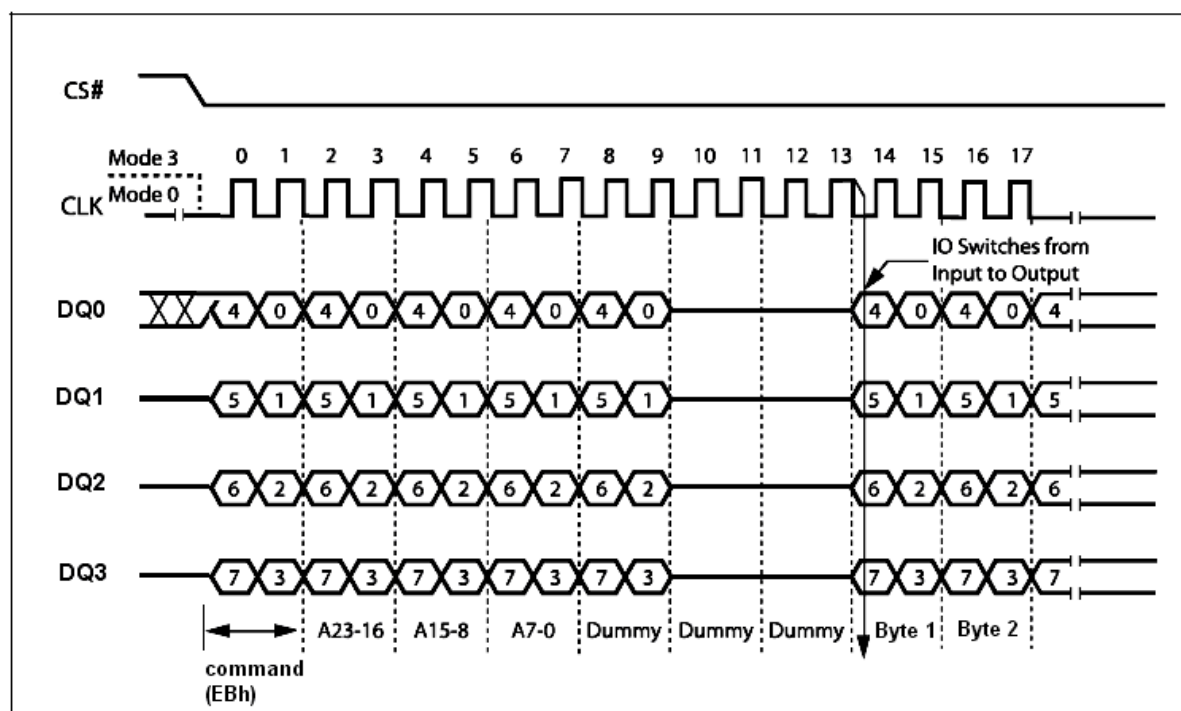 CS#
Mode 3
0 1 2 3 4 5 6 7 8 9 10 11 12 13 14 15 16 17
Mode 0
CLK
IO Switches from
Input to Output
DQ0 4 0 4 0 4 0 4 0 4 0 4 0 4 0 4
DQ1 5 1 5 1 5 1 5 1 5 1 5 1 5 1 5
DQ2 6 2 6 2 6 2 6 2 6 2 6 2 6 2 6
DQ3 7 3 7 3 7 3 7 3 7 3 7 3 7 3 7
A23-16 A15-8 A7-0 Dummy Dummy Dummy Byte 1 Byte 2
command
(EBh)